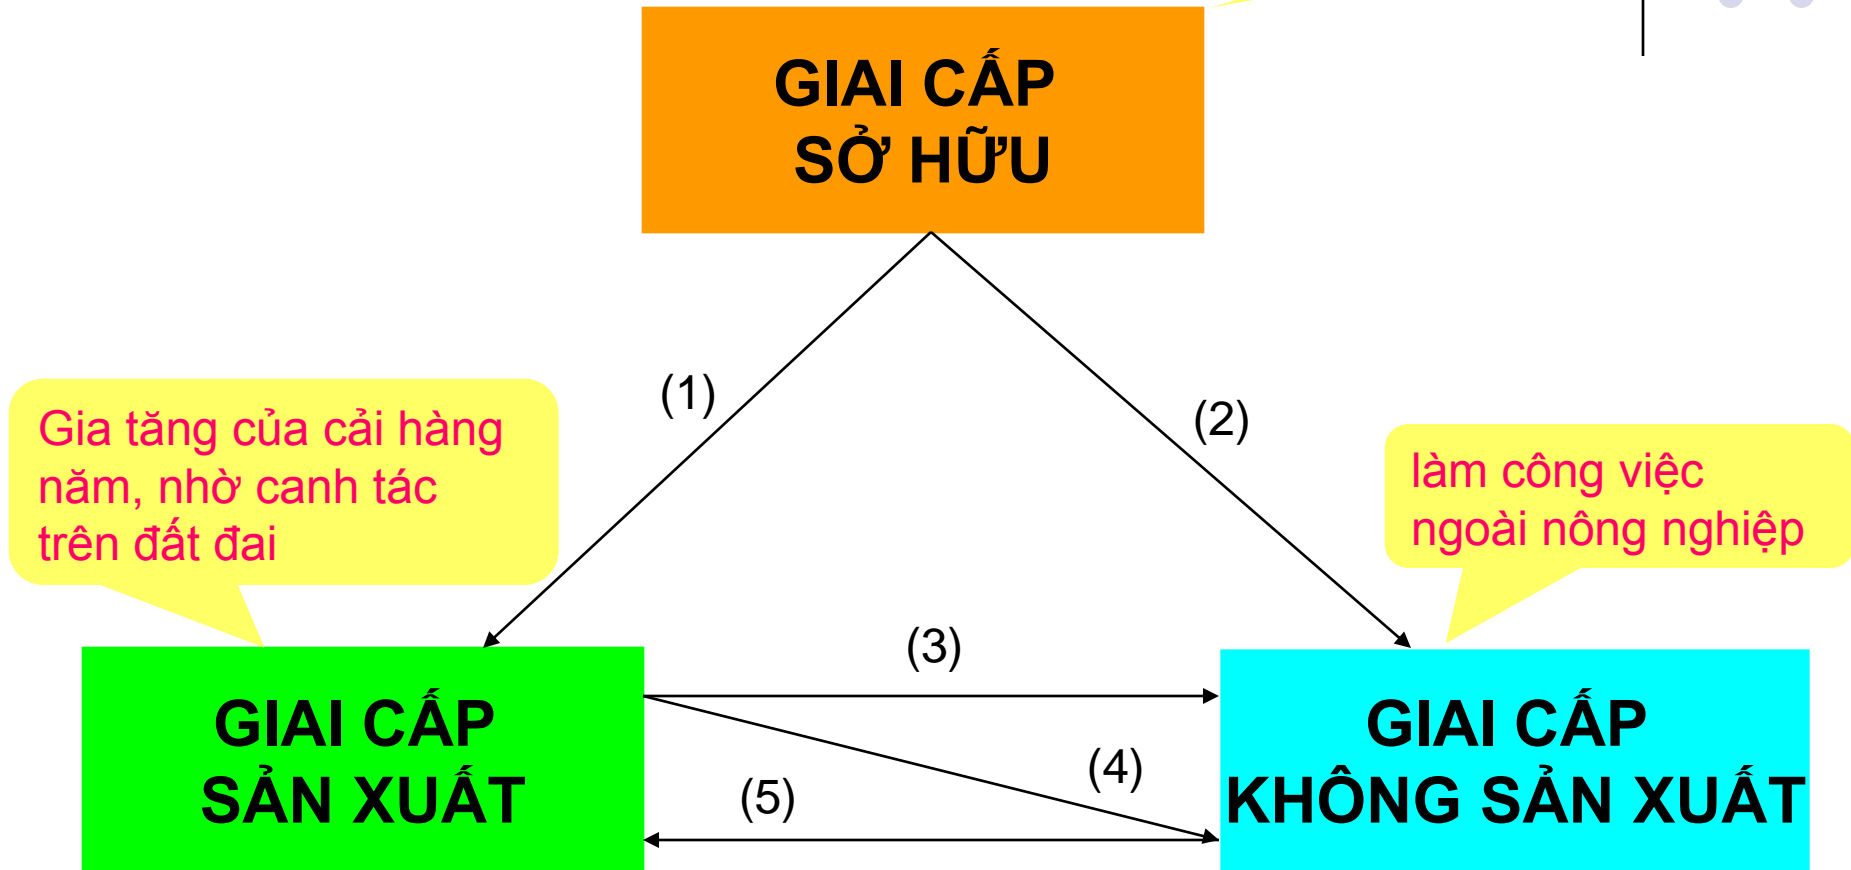 GIAI CẤP
SỞ HỮU
(1)
(2)
Gia tăng của cải hàng
năm, nhờ canh tác
trên đất đai
làm công việc
ngoài nông nghiệp
(3)
GIAI CẤP
SẢN XUẤT
(4)
(5)
GIAI CẤP
KHÔNG SẢN XUẤT